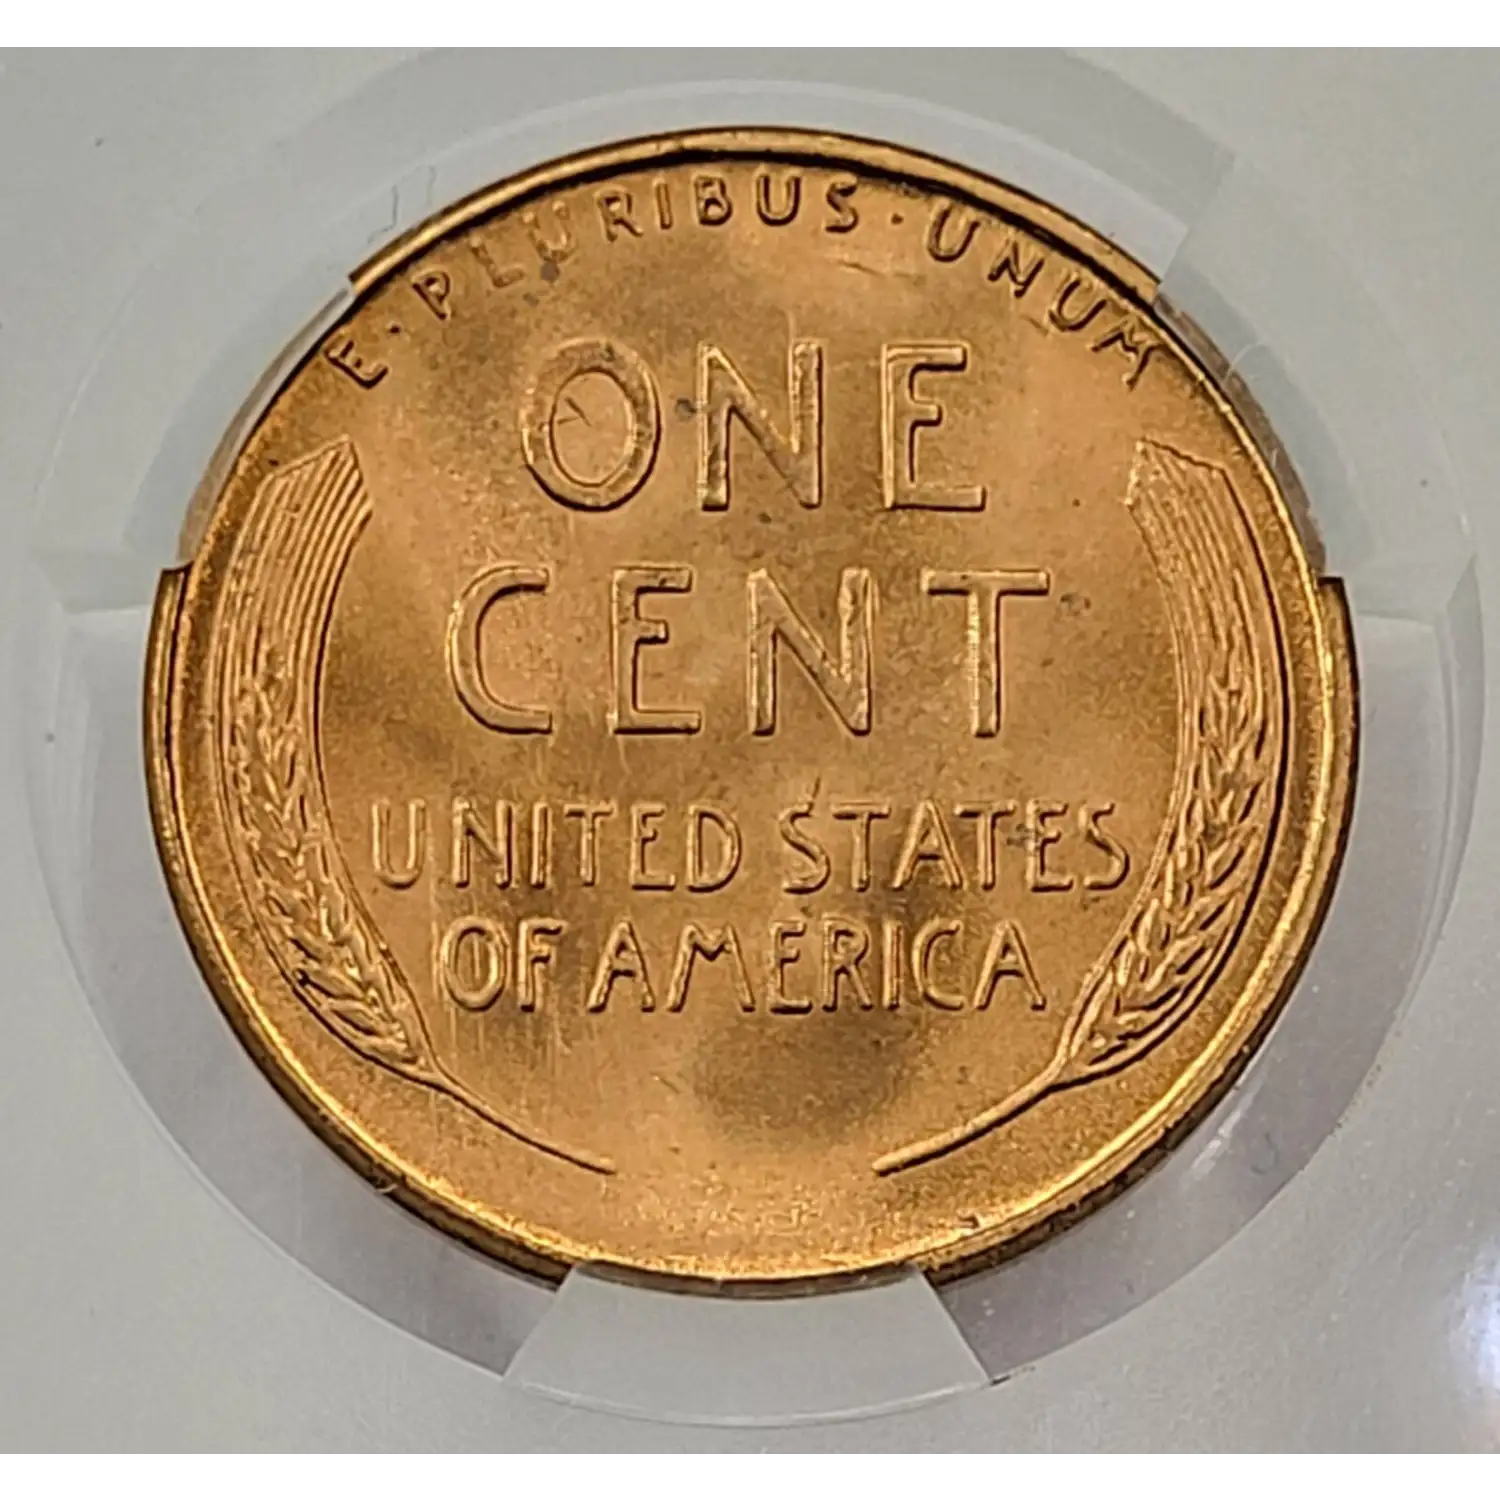 E · PLURIBUS · UNUM
ONE
CENT
UNITED STATES
OF AMERICA